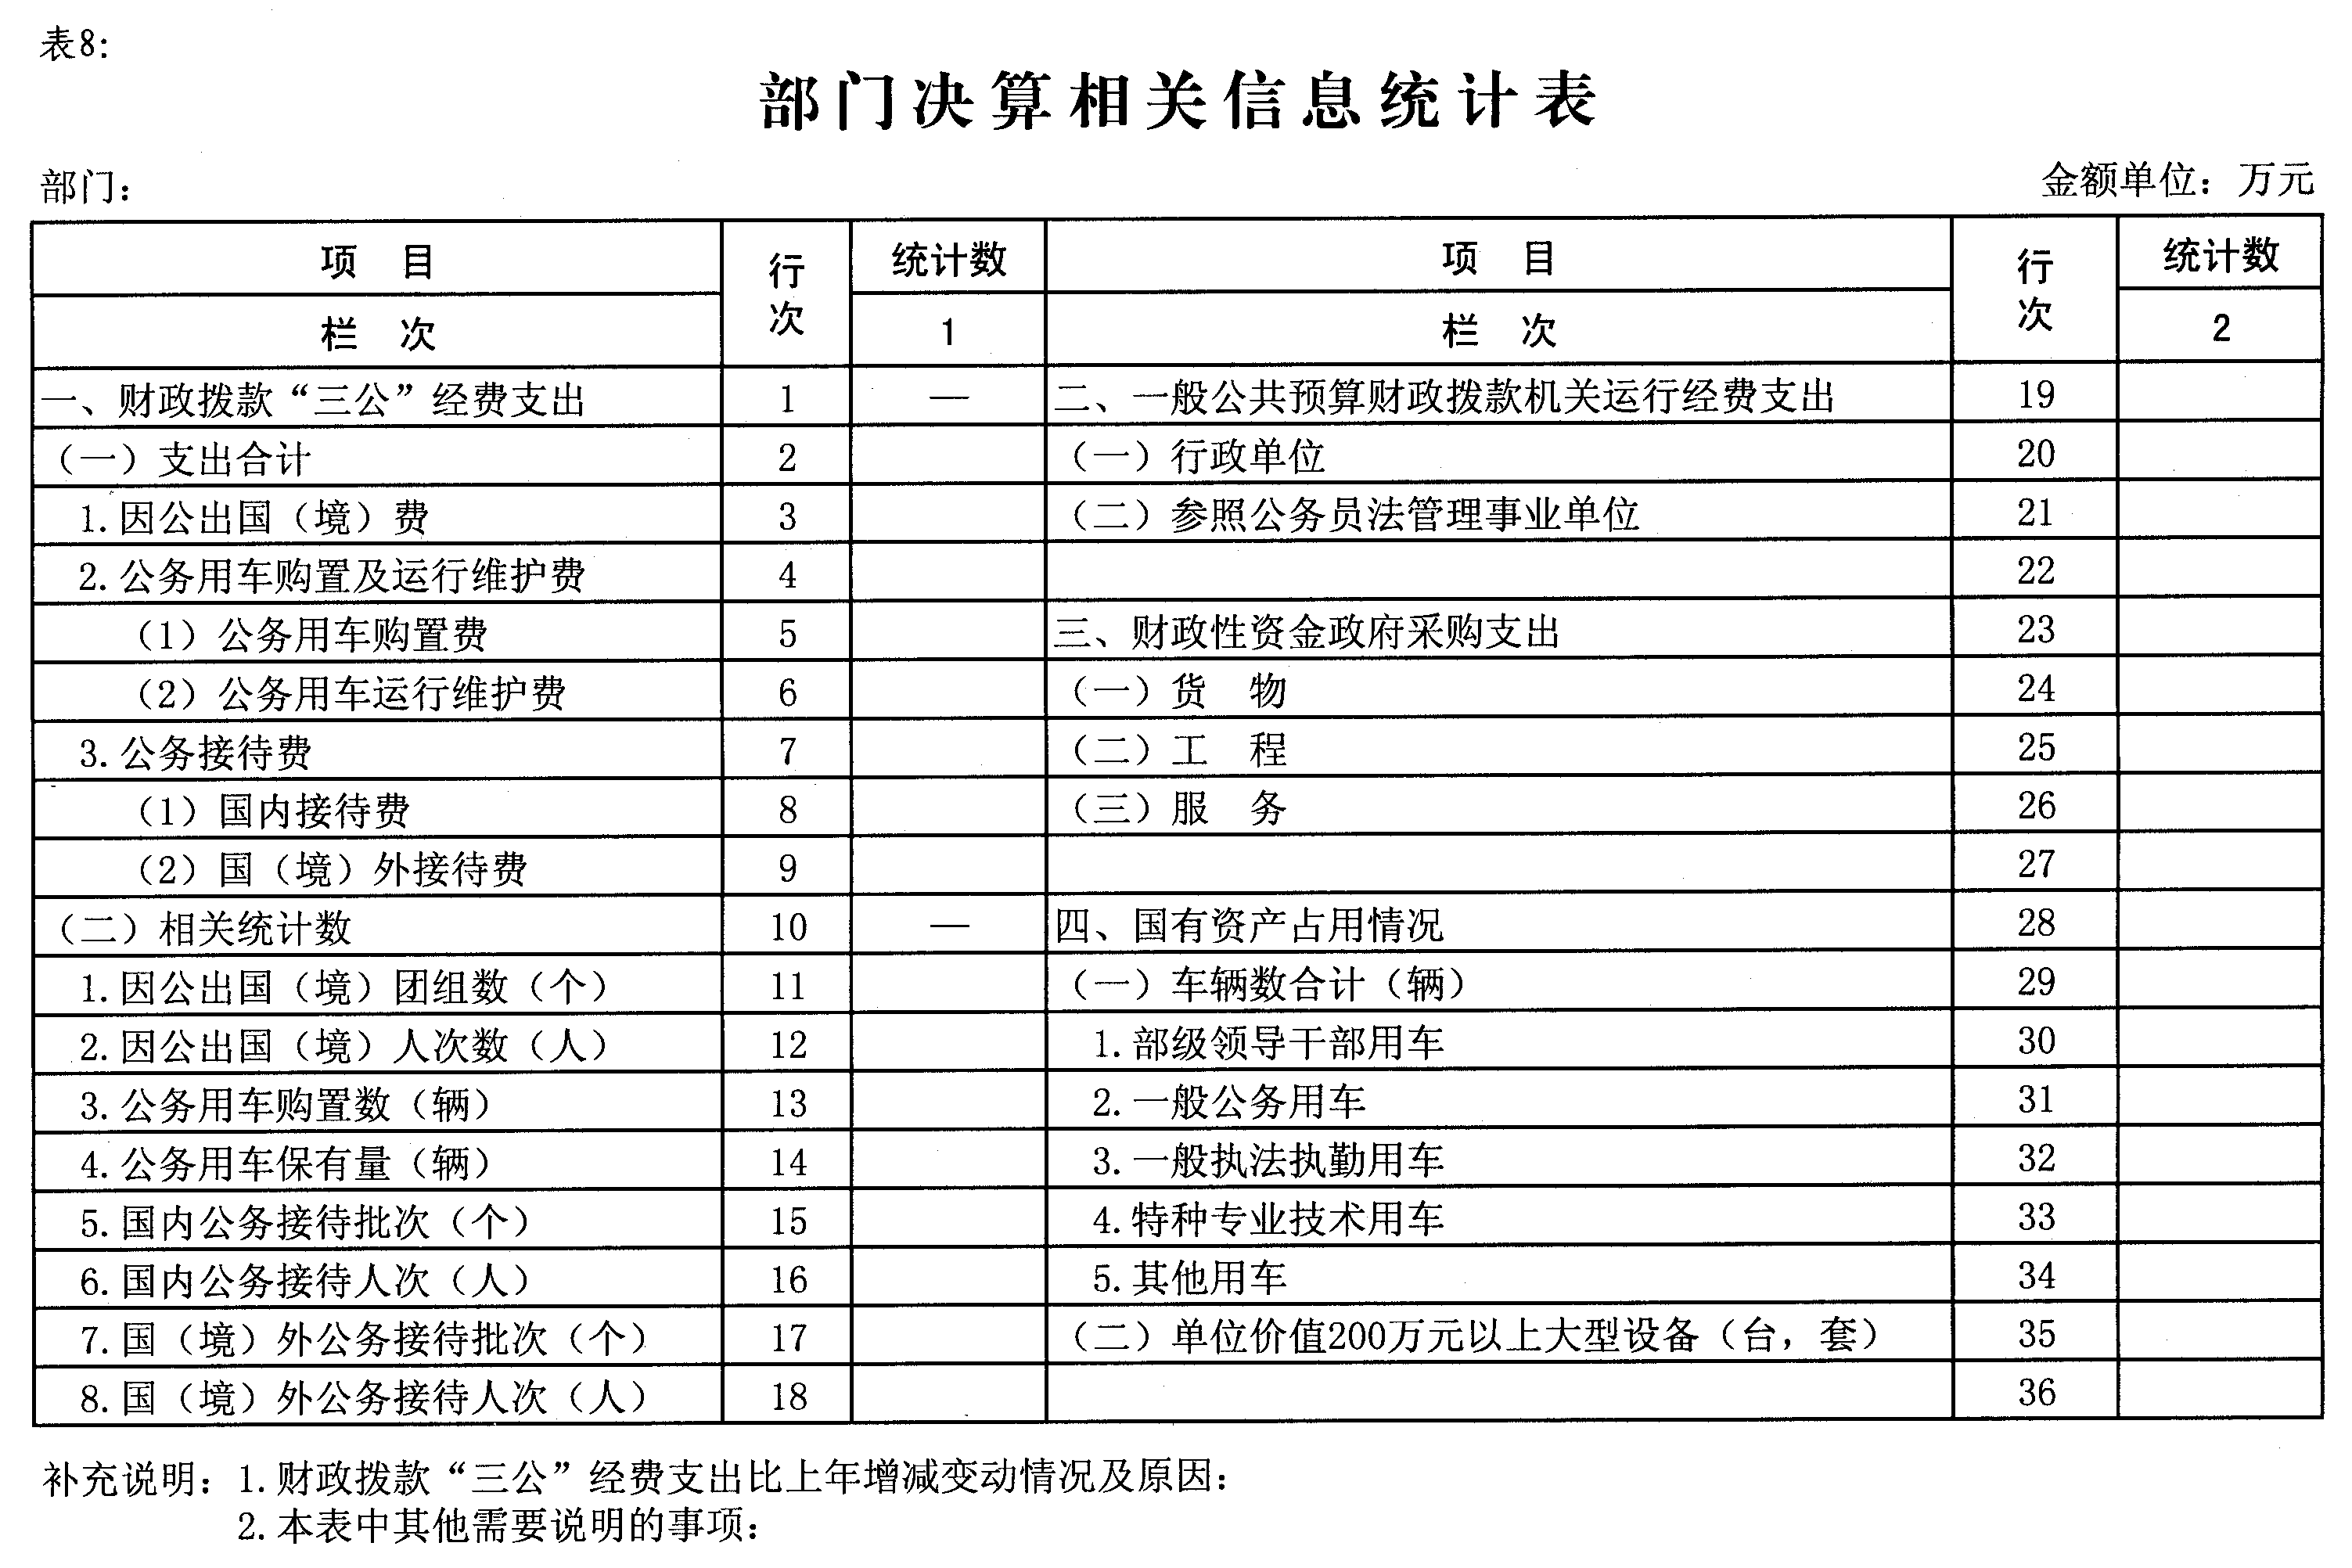 表8:
部门决算相关信息统计表
部门: 金额单位: 万元
项 目 行次 统计数 项 目 行次 统计数
栏 次 1 栏 次 2
一、财政拨款“三公”经费支出 1 — 二、一般公共预算财政拨款机关运行经费支出 19
（一）支出合计 2 （一）行政单位 20
1.因公出国（境）费 3 （二）参照公务员法管理事业单位 21
2.公务用车购置及运行维护费 4 22
（1）公务用车购置费 5 三、财政性资金政府采购支出 23
（2）公务用车运行维护费 6 （一）货 物 24
3.公务接待费 7 （二）工 程 25
（1）国内接待费 8 （三）服 务 26
（2）国（境）外接待费 9 27
（二）相关统计数 10 — 四、国有资产占用情况 28
1.因公出国（境）团组数（个） 11 （一）车辆数合计（辆） 29
2.因公出国（境）人次数（人） 12 1.部级领导干部用车 30
3.公务用车购置数（辆） 13 2.一般公务用车 31
4.公务用车保有量（辆） 14 3.一般执法执勤用车 32
5.国内公务接待批次（个） 15 4.特种专业技术用车 33
6.国内公务接待人次（人） 16 5.其他用车 34
7.国（境）外公务接待批次（个） 17 （二）单位价值200万元以上大型设备（台，套） 35
8.国（境）外公务接待人次（人） 18 36
补充说明: 1.财政拨款“三公”经费支出比上年增减变动情况及原因:
2.本表中其他需要说明的事项: